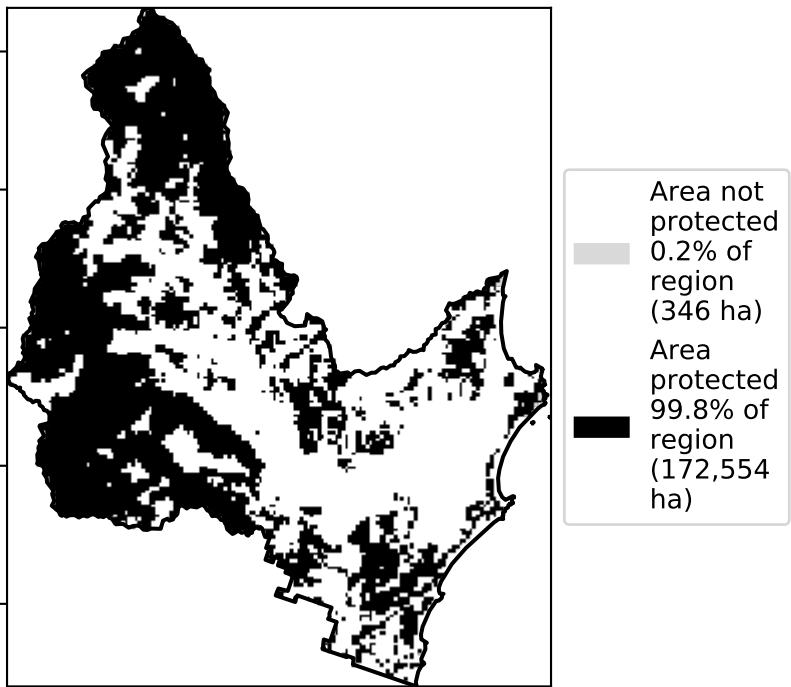 Area not
protected
0.2% of
region
(346 ha)
Area
protected
99.8% of
region
(172,554
ha)